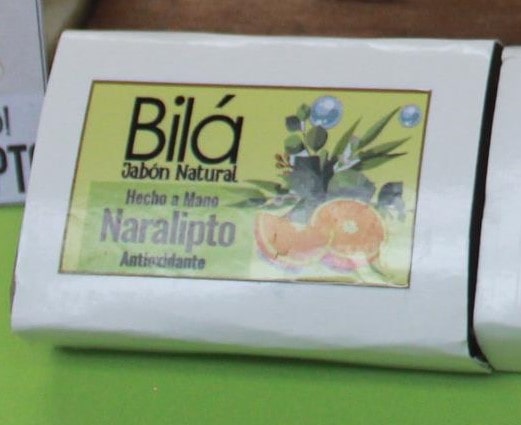 Bilá
Jabón Natural
Hecho a Mano
Naralipto
Antioxidante